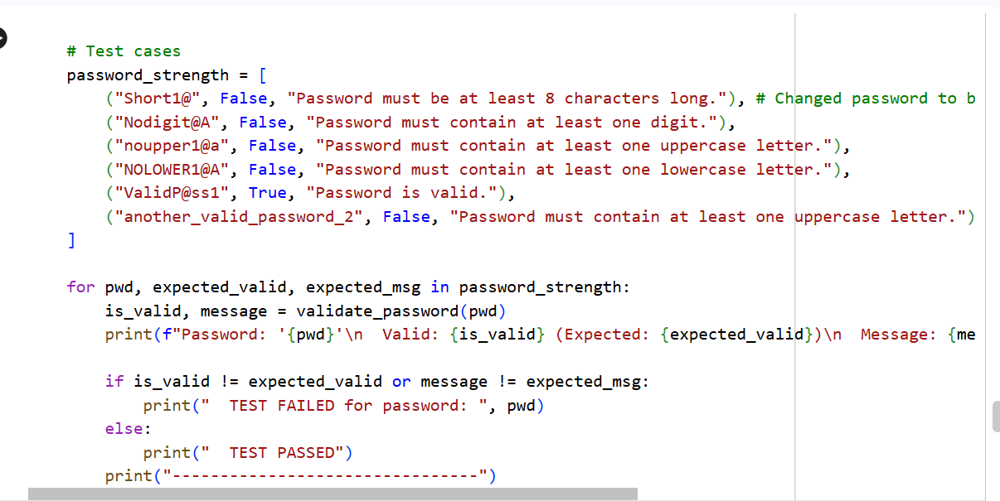 # Test cases
password_strength = [
    ("Short1@", False, "Password must be at least 8 characters long."), # Changed password to b
    ("Nodigit@A", False, "Password must contain at least one digit."),
    ("noupper1@a", False, "Password must contain at least one uppercase letter."),
    ("NOLOWER1@A", False, "Password must contain at least one lowercase letter."),
    ("ValidP@ss1", True, "Password is valid."),
    ("another_valid_password_2", False, "Password must contain at least one uppercase letter.")
]
for pwd, expected_valid, expected_msg in password_strength:
    is_valid, message = validate_password(pwd)
    print(f"Password: '{pwd}'\n  Valid: {is_valid} (Expected: {expected_valid})\n  Message: {me
    if is_valid != expected_valid or message != expected_msg:
        print("  TEST FAILED for password: ", pwd)
    else:
        print("  TEST PASSED")
    print("--------------------------------")